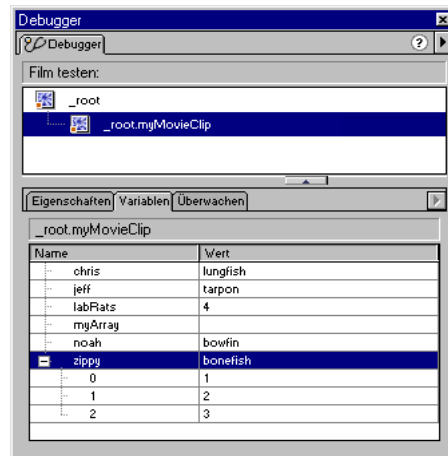 Debugger
Debugger ?
Film testen:
_root
_root.myMovieClip
Eigenschaften Variablen Überwachen
_root.myMovieClip
Name Wert
chris lungfish
jeff tarpon
labRats 4
myArray
noah bowfin
zippy bonefish
0 1
1 2
2 3